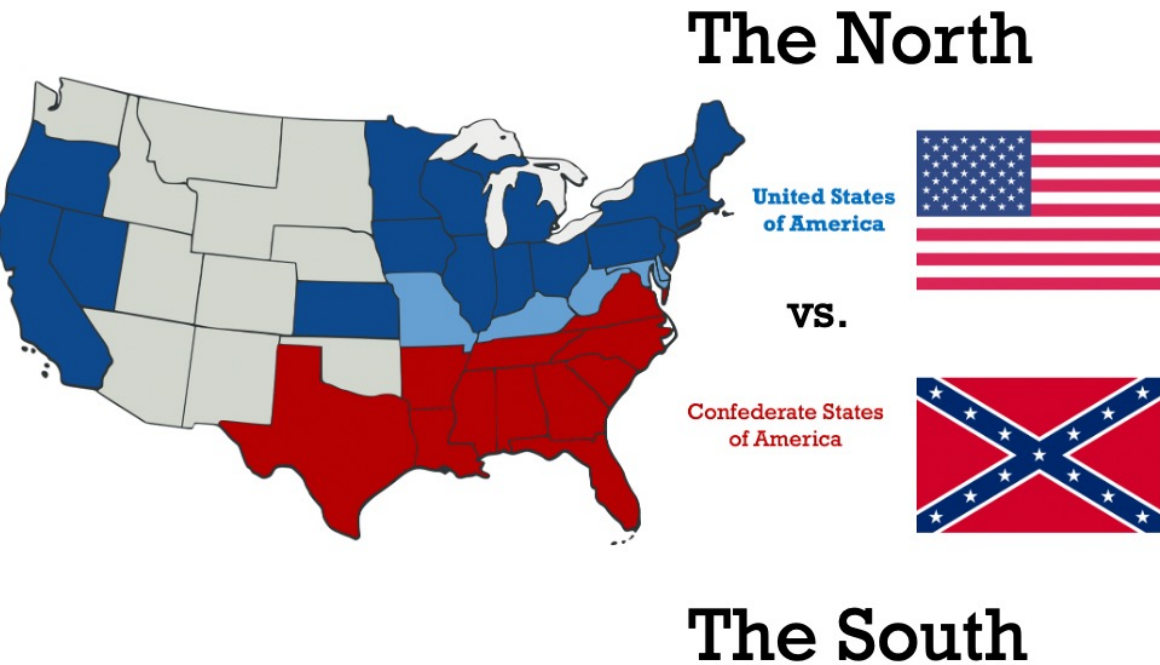 The North
United States
of America
vs.
Confederate States
of America
The South